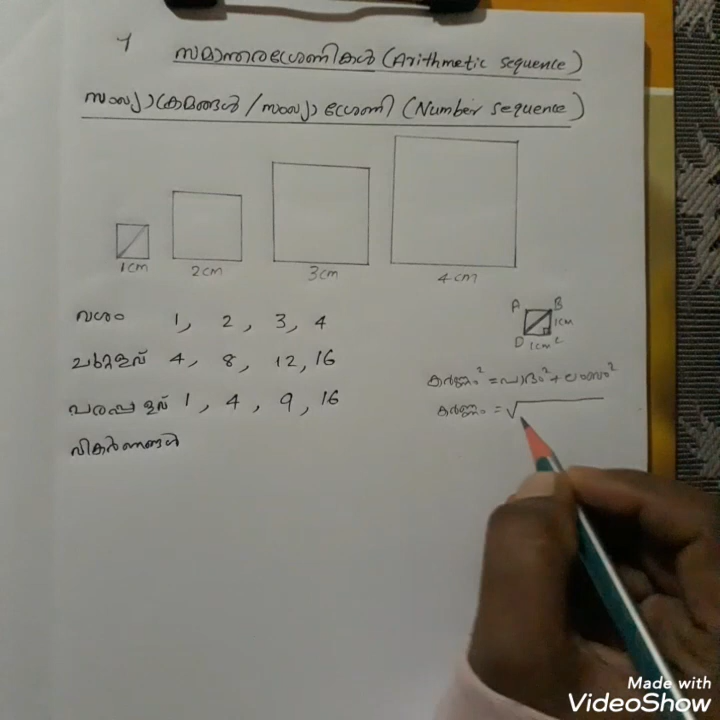 1
സമാന്തരശ്രേണികൾ (Arithmetic sequence)
സംഖ്യാക്രമങ്ങൾ / സംഖ്യാ ശ്രേണി (Number sequence)
1cm 2cm 3cm 4cm
വശം 1, 2, 3, 4
ചുറ്റളവ് 4, 8, 12, 16
പരപ്പളവ് 1, 4, 9, 16
വികർണങ്ങൾ
A B
1cm
D 1cm C
കർണ്ണം² = പാദം² + ലംബം²
കർണ്ണം = √
Made with
VideoShow